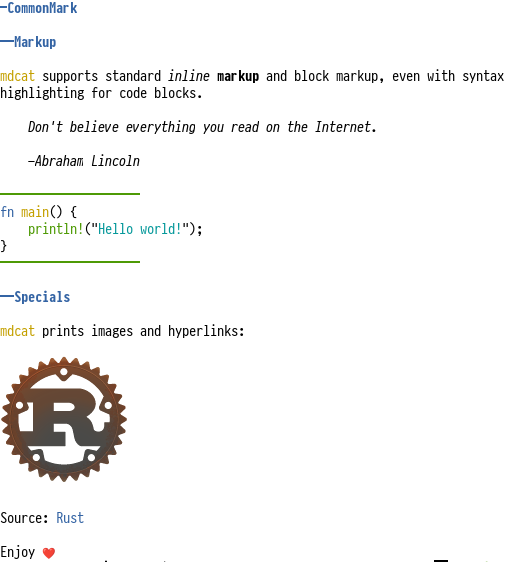 ─CommonMark
──Markup
mdcat supports standard inline markup and block markup, even with syntax
highlighting for code blocks.
Don't believe everything you read on the Internet.
—Abraham Lincoln
fn main() {
    println!("Hello world!");
}
──Specials
mdcat prints images and hyperlinks:
R
Source: Rust
Enjoy ❤️